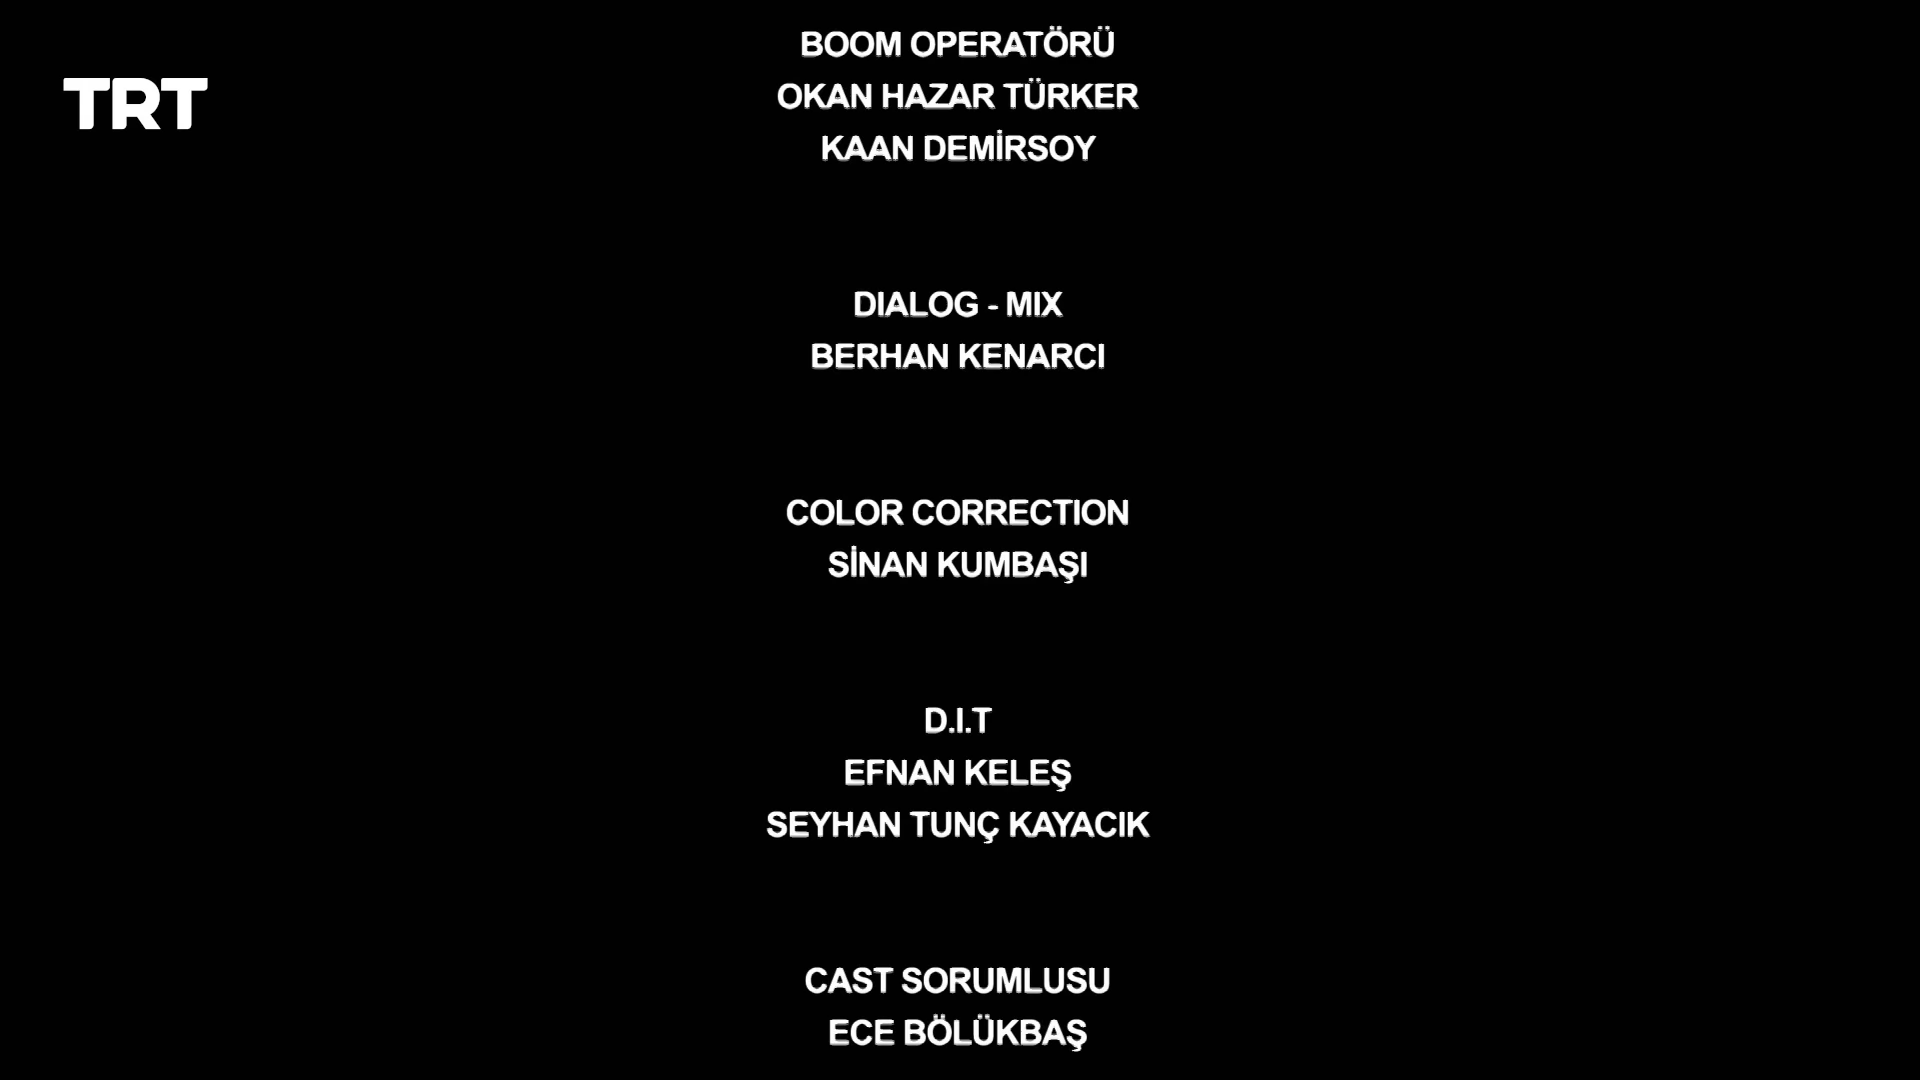 TRT
BOOM OPERATÖRÜ
OKAN HAZAR TÜRKER
KAAN DEMİRSOY
DIALOG - MIX
BERHAN KENARCI
COLOR CORRECTION
SİNAN KUMBAŞI
D.I.T
EFNAN KELEŞ
SEYHAN TUNÇ KAYACIK
CAST SORUMLUSU
ECE BÖLÜKBAŞ